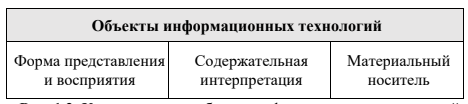 Объекты информационных технологий
Форма представления и восприятия
Содержательная интерпретация
Материальный носитель